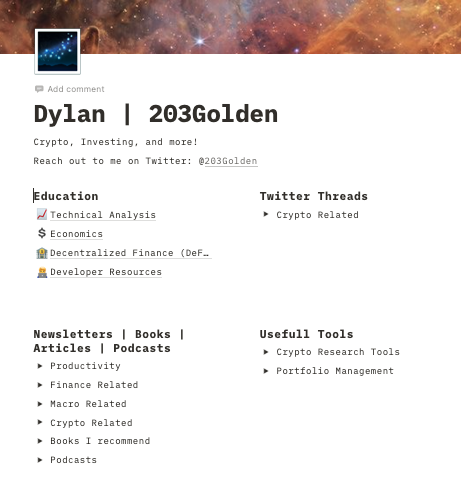 Add comment
Dylan | 203Golden
Crypto, Investing, and more!
Reach out to me on Twitter: @203Golden
Education
Technical Analysis
Economics
Decentralized Finance (DeF…
Developer Resources
Twitter Threads
Crypto Related
Newsletters | Books |
Articles | Podcasts
Productivity
Finance Related
Macro Related
Crypto Related
Books I recommend
Podcasts
Usefull Tools
Crypto Research Tools
Portfolio Management